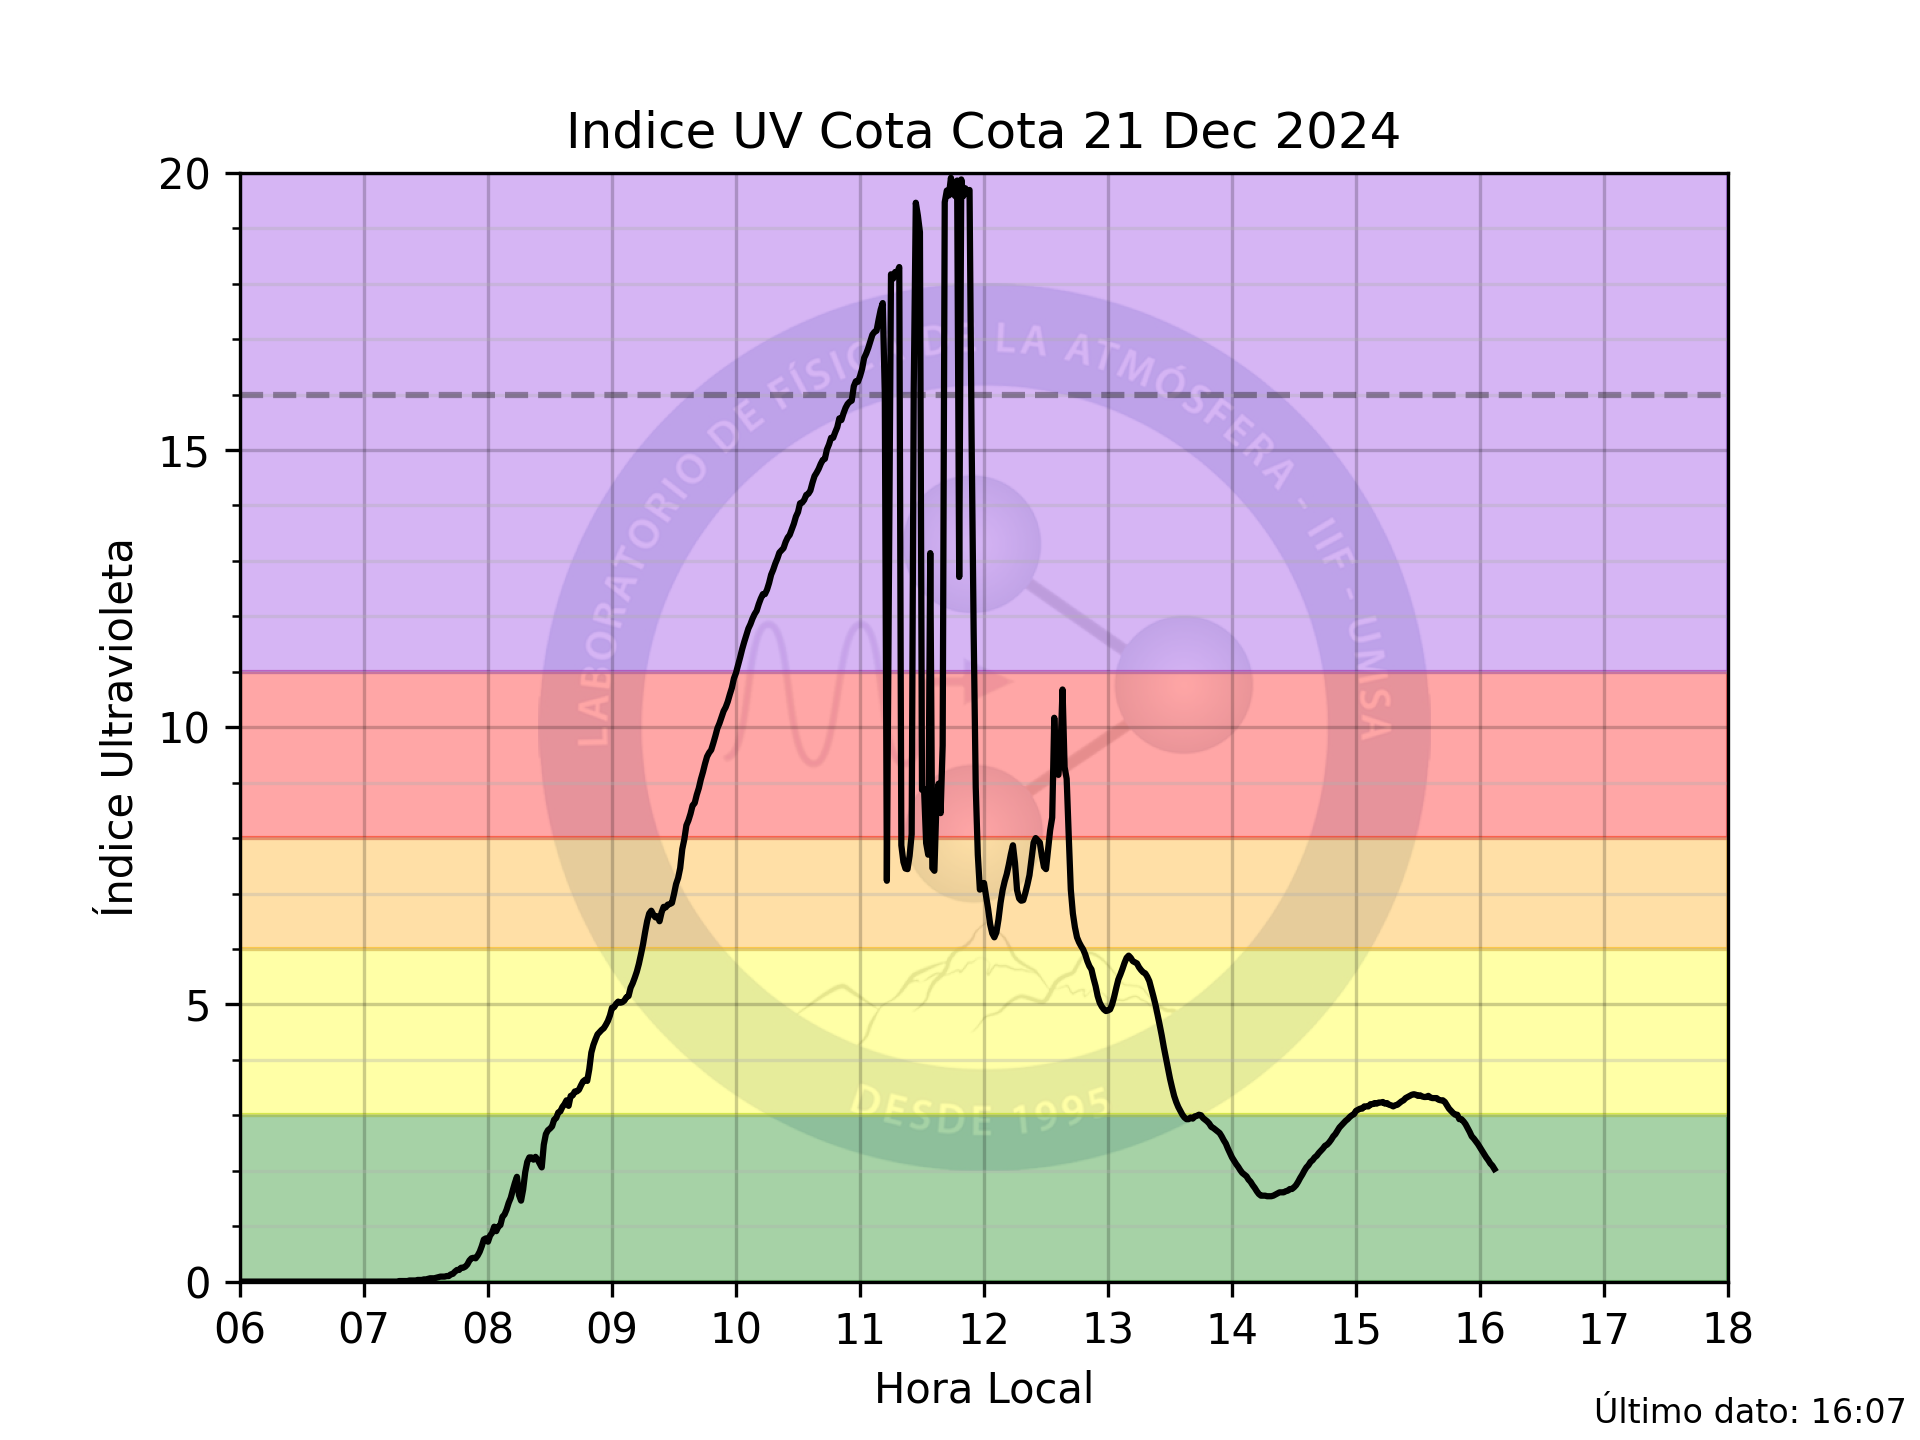 Indice UV Cota Cota 21 Dec 2024
20
15
10
5
0
Índice Ultravioleta
LABORATORIO DE FÍSICA DE LA ATMÓSFERA - IIF - UMSA
DESDE 1995
06 07 08 09 10 11 12 13 14 15 16 17 18
Hora Local
Último dato: 16:07